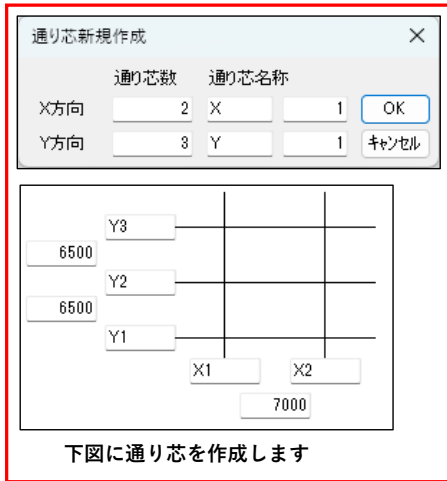 通り芯新規作成
通り芯数 通り芯名称
X方向 2 X 1 OK
Y方向 3 Y 1 キャンセル
Y3
6500
Y2
6500
Y1
X1 X2
7000
下図に通り芯を作成します